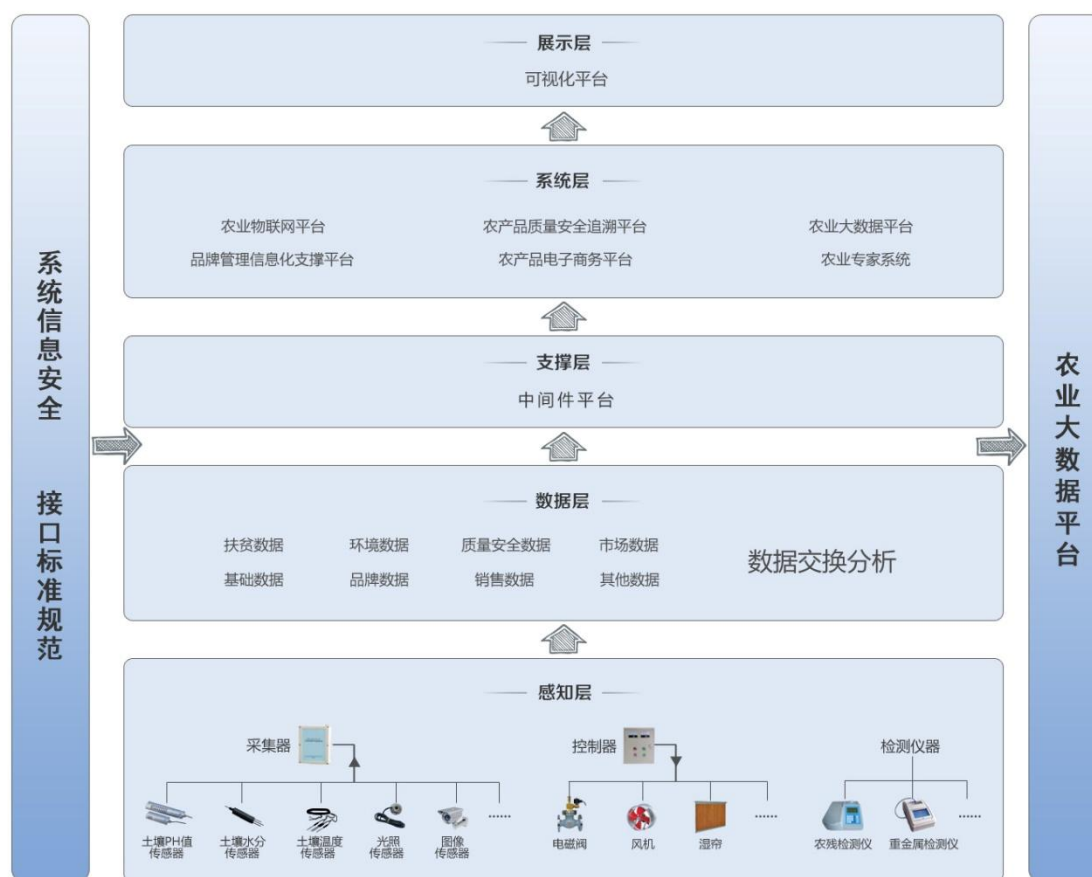 系统信息安全
接口标准规范
展示层
可视化平台
系统层
农业物联网平台 农产品质量安全追溯平台 农业大数据平台
品牌管理信息化支撑平台 农产品电子商务平台 农业专家系统
支撑层
中间件平台
数据层
扶贫数据 环境数据 质量安全数据 市场数据
基础数据 品牌数据 销售数据 其他数据
数据交换分析
感知层
采集器
土壤PH值
传感器
土壤水分
传感器
土壤温度
传感器
光照
传感器
图像
传感器
……
控制器
电磁阀
风机
湿帘
……
检测仪器
农残检测仪
重金属检测仪
……
农业大数据平台